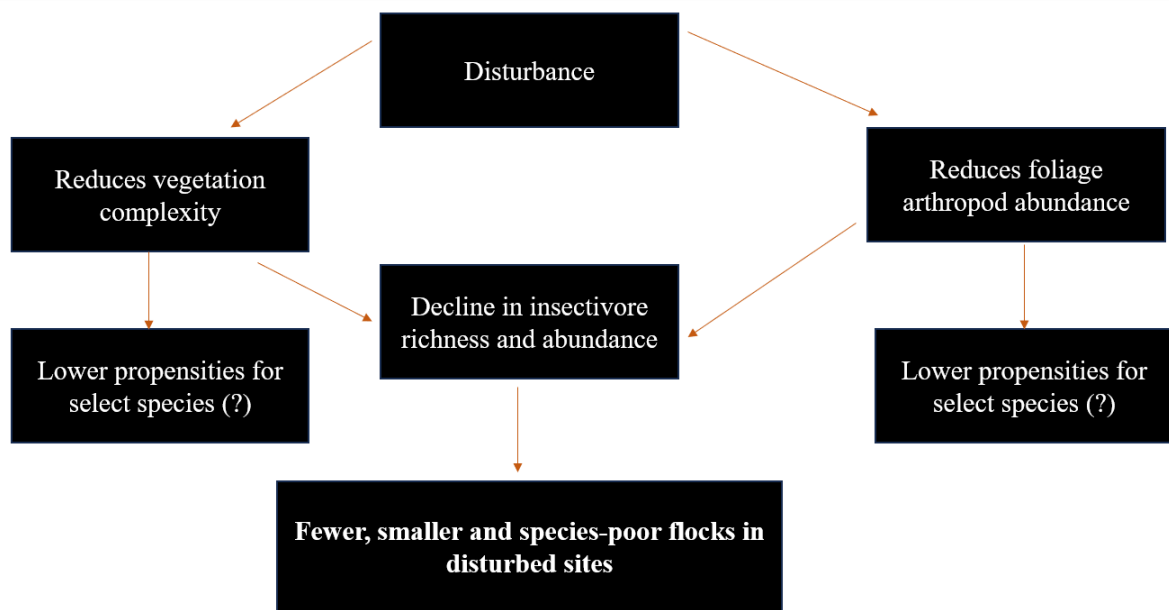 Disturbance
Reduces vegetation
complexity
Reduces foliage
arthropod abundance
Decline in insectivore
richness and abundance
Lower propensities for
select species (?)
Lower propensities for
select species (?)
Fewer, smaller and species-poor flocks in
disturbed sites